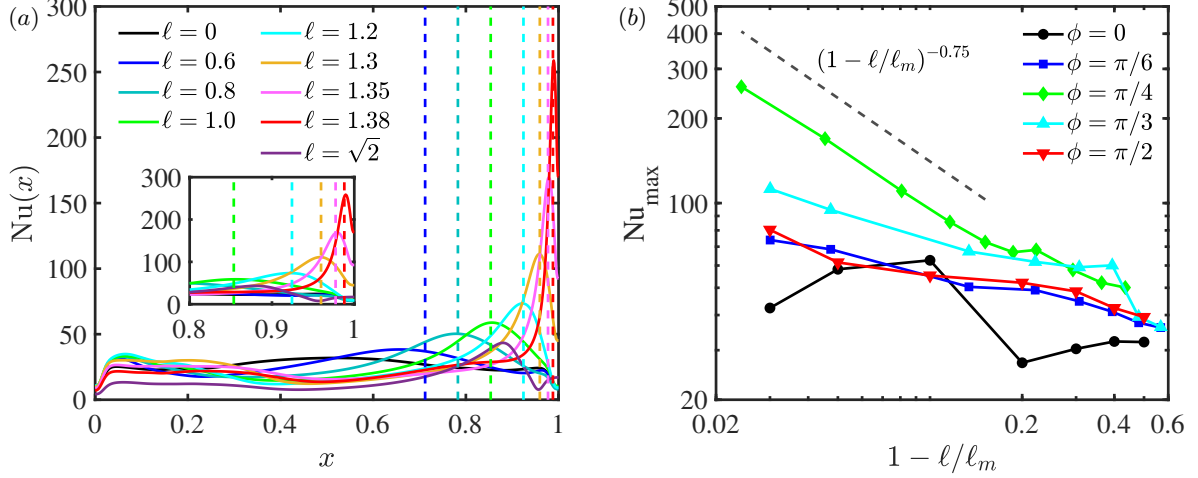 (a)
300
250
200
150
100
50
0
Nu(x)
ℓ = 0
ℓ = 0.6
ℓ = 0.8
ℓ = 1.0
ℓ = 1.2
ℓ = 1.3
ℓ = 1.35
ℓ = 1.38
ℓ = √2
300
200
100
0
0.8 0.9 1
0 0.2 0.4 0.6 0.8 1
x
(b)
500
400
300
200
100
20
Nu_max
(1 − ℓ/ℓ_m)^−0.75
ϕ = 0
ϕ = π/6
ϕ = π/4
ϕ = π/3
ϕ = π/2
0.02 0.2 0.4 0.6
1 − ℓ/ℓ_m